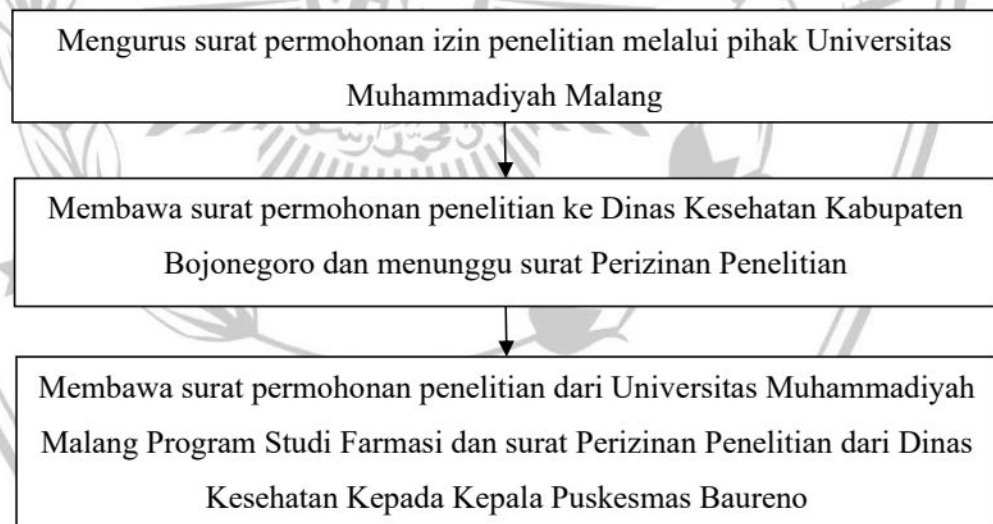 Mengurus surat permohonan izin penelitian melalui pihak Universitas
Muhammadiyah Malang
Membawa surat permohonan penelitian ke Dinas Kesehatan Kabupaten
Bojonegoro dan menunggu surat Perizinan Penelitian
Membawa surat permohonan penelitian dari Universitas Muhammadiyah
Malang Program Studi Farmasi dan surat Perizinan Penelitian dari Dinas
Kesehatan Kepada Kepala Puskesmas Baureno